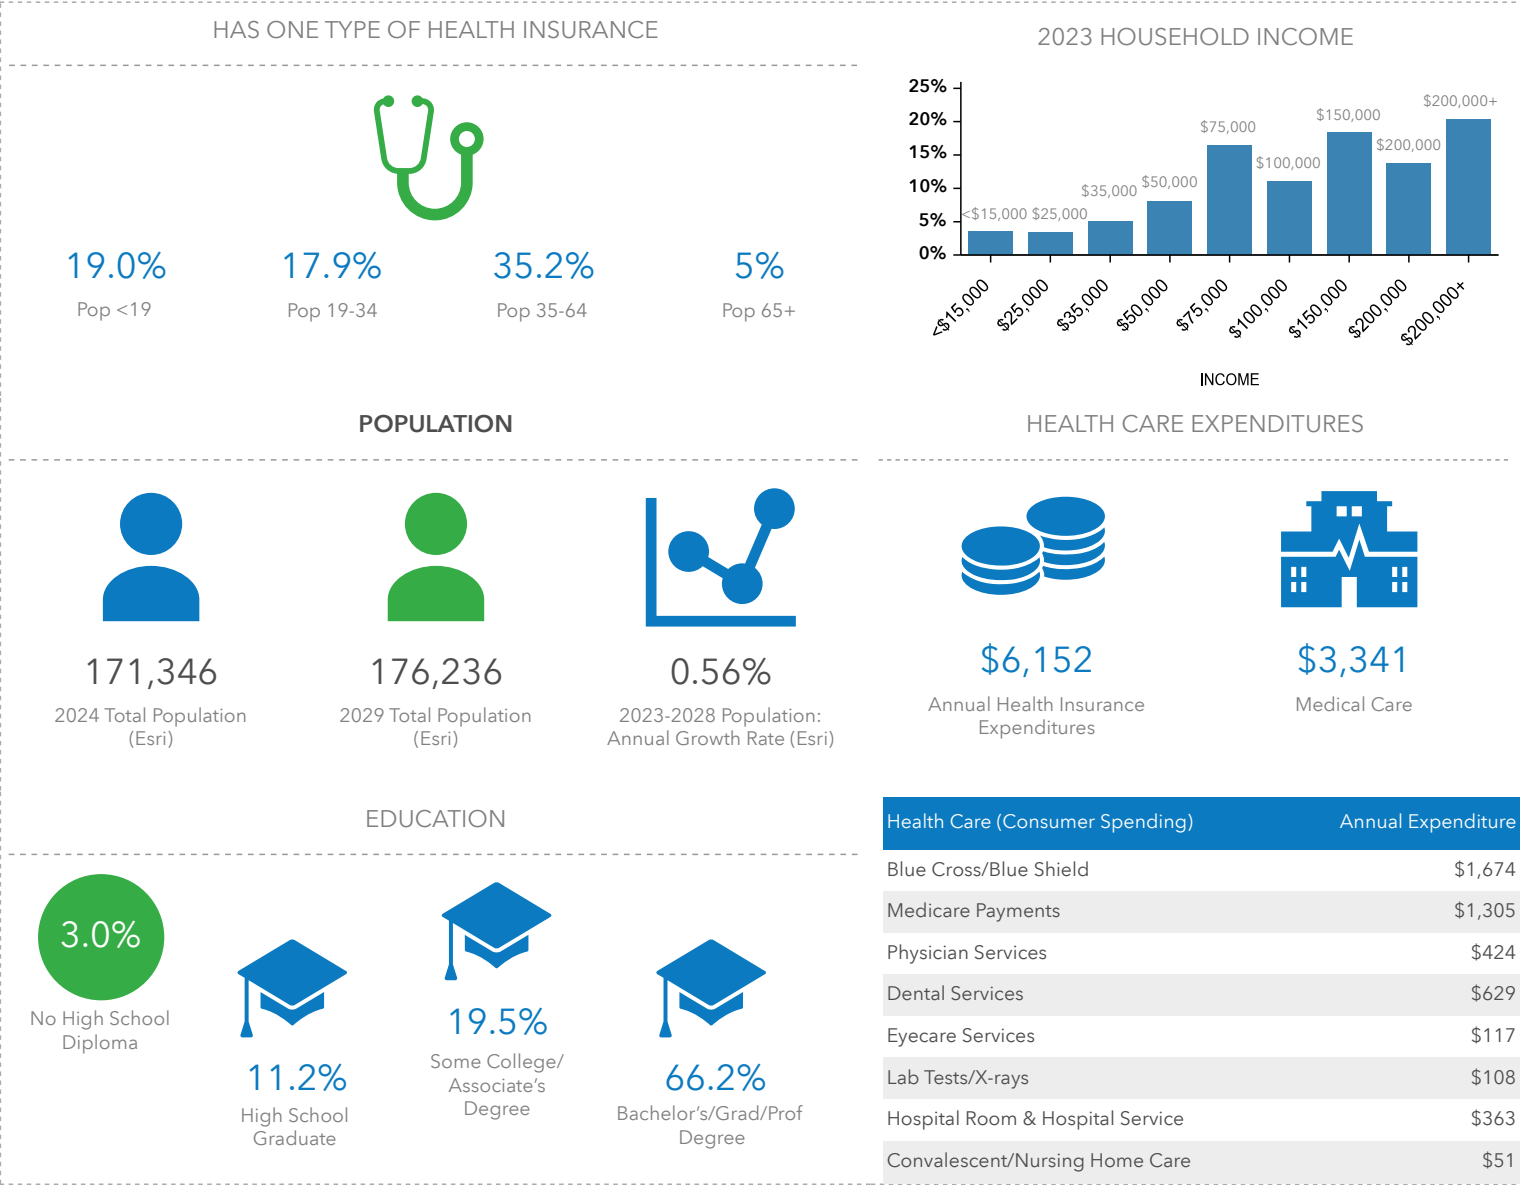 HAS ONE TYPE OF HEALTH INSURANCE
19.0%
Pop <19
17.9%
Pop 19-34
35.2%
Pop 35-64
5%
Pop 65+
2023 HOUSEHOLD INCOME
25%
20%
15%
10%
5%
0%
<$15,000
$25,000
$35,000
$50,000
$75,000
$100,000
$150,000
$200,000
$200,000+
<$15,000
$25,000
$35,000
$50,000
$75,000
$100,000
$150,000
$200,000
$200,000+
INCOME
POPULATION
171,346
2024 Total Population
(Esri)
176,236
2029 Total Population
(Esri)
0.56%
2023-2028 Population:
Annual Growth Rate (Esri)
HEALTH CARE EXPENDITURES
$6,152
Annual Health Insurance
Expenditures
$3,341
Medical Care
EDUCATION
3.0%
No High School
Diploma
11.2%
High School
Graduate
19.5%
Some College/
Associate's
Degree
66.2%
Bachelor's/Grad/Prof
Degree
Health Care (Consumer Spending) Annual Expenditure
Blue Cross/Blue Shield $1,674
Medicare Payments $1,305
Physician Services $424
Dental Services $629
Eyecare Services $117
Lab Tests/X-rays $108
Hospital Room & Hospital Service $363
Convalescent/Nursing Home Care $51